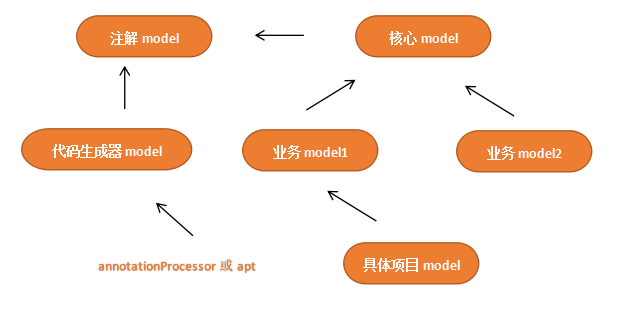 注解 model
核心 model
代码生成器 model
业务 model1
业务 model2
annotationProcessor 或 apt
具体项目 model